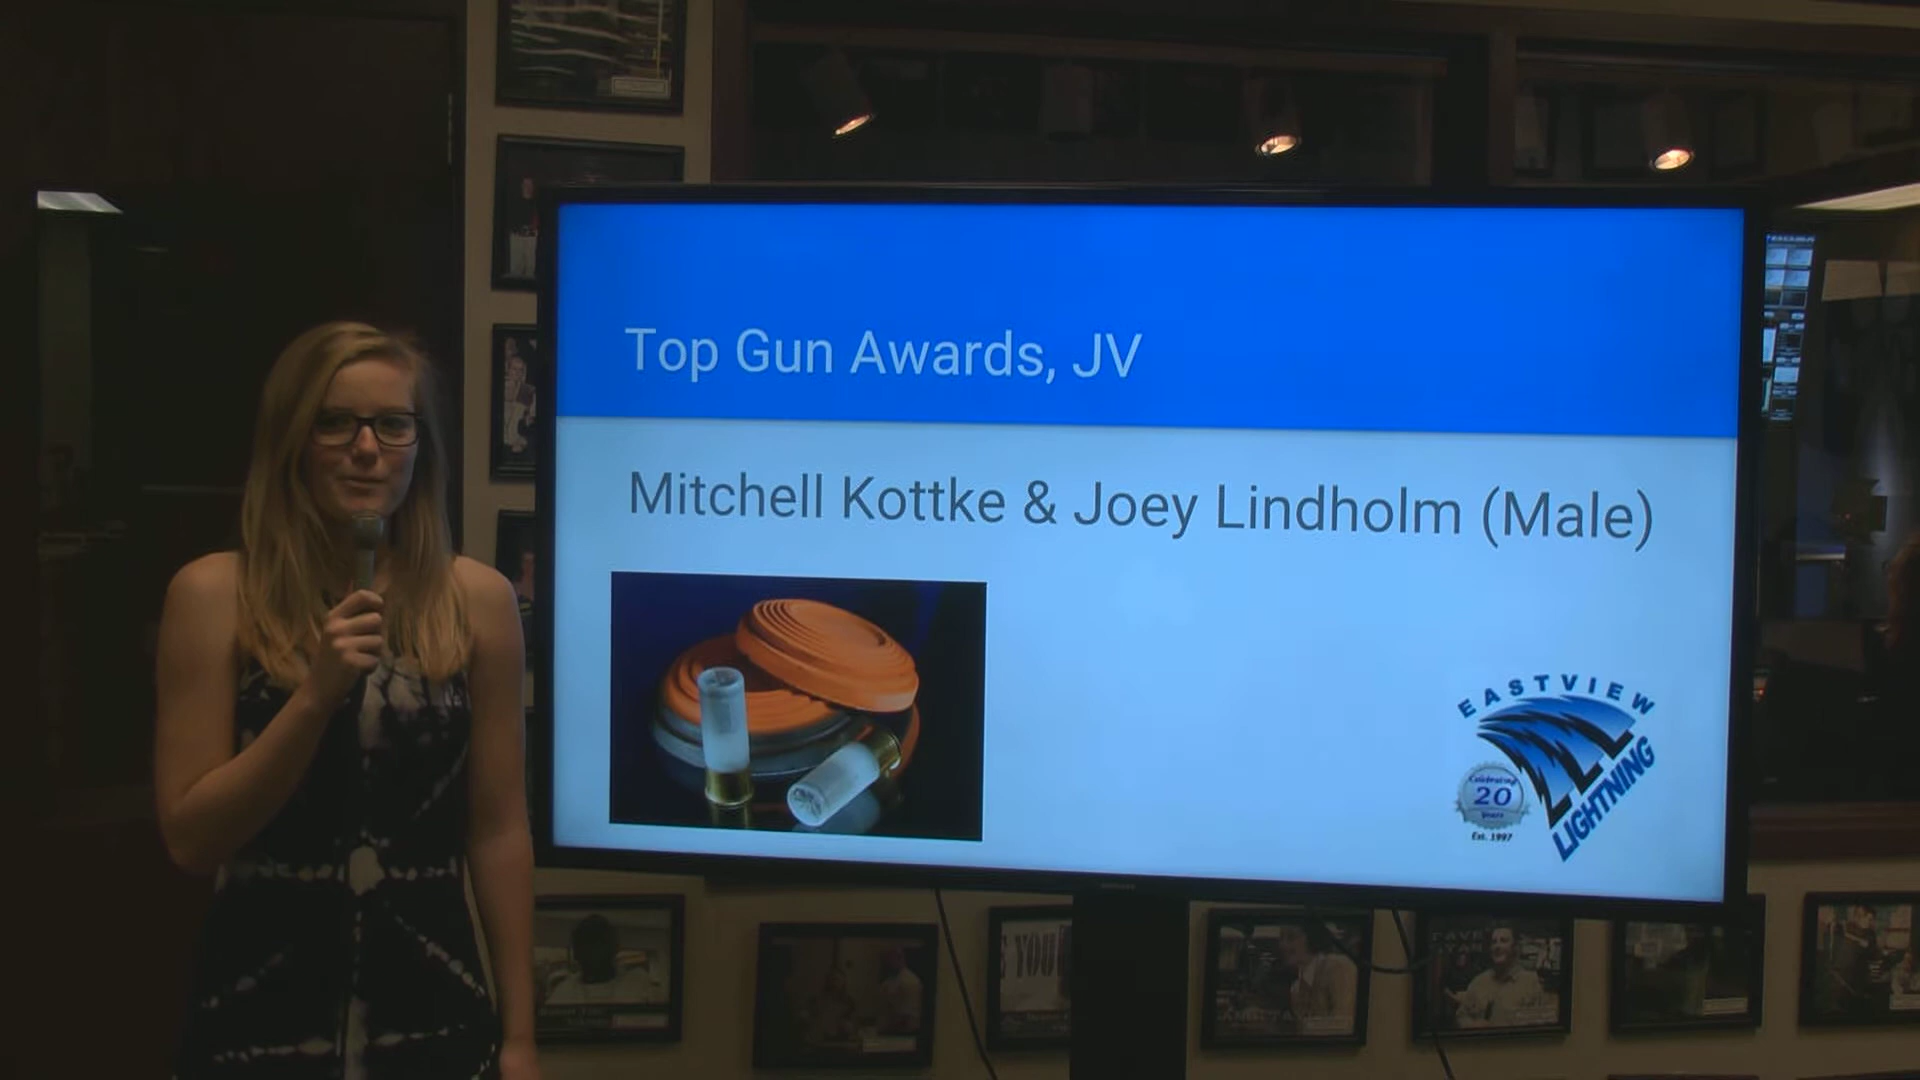 Top Gun Awards, JV
Mitchell Kottke & Joey Lindholm (Male)
EASTVIEW
LIGHTNING
Celebrating
20
Years
Est. 1997